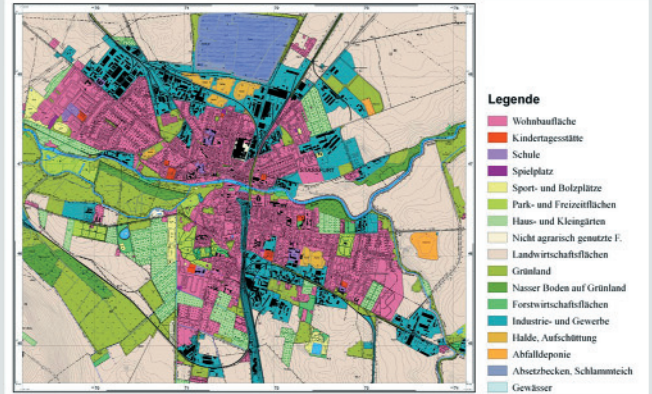 STASSFURT
Legende
Wohnbaufläche
Kindertagesstätte
Schule
Spielplatz
Sport- und Bolzplätze
Park- und Freizeitflächen
Haus- und Kleingärten
Nicht agrarisch genutzte F.
Landwirtschaftsflächen
Grünland
Nasser Boden auf Grünland
Forstwirtschaftsflächen
Industrie- und Gewerbe
Halde, Aufschüttung
Abfalldeponie
Absetzbecken, Schlammteich
Gewässer